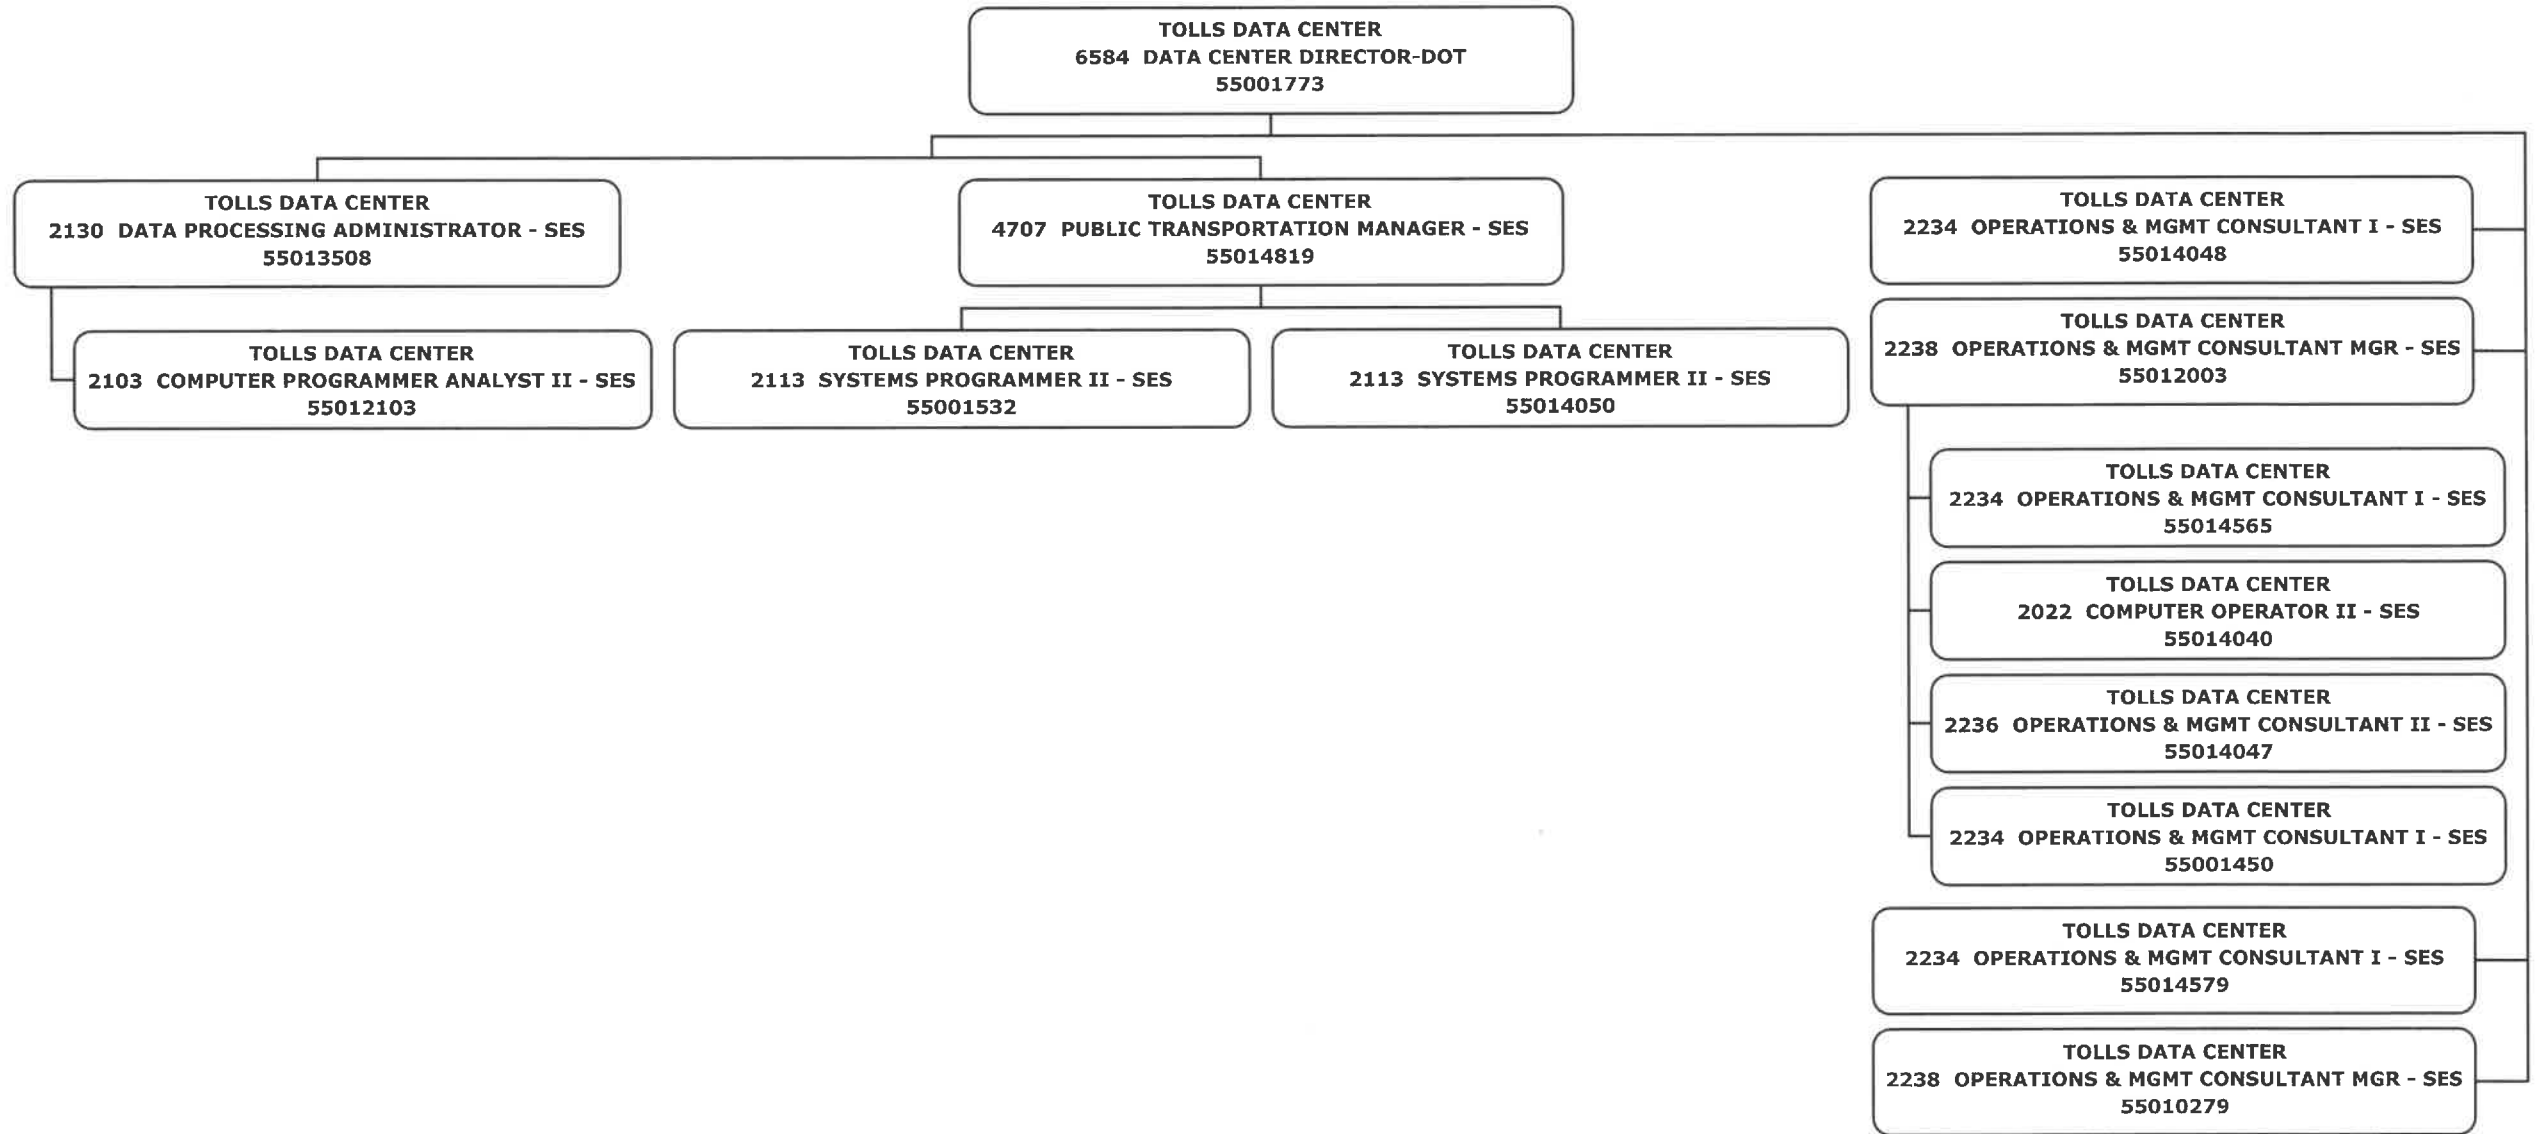 TOLLS DATA CENTER
6584 DATA CENTER DIRECTOR-DOT
55001773
TOLLS DATA CENTER
2130 DATA PROCESSING ADMINISTRATOR - SES
55013508
TOLLS DATA CENTER
2103 COMPUTER PROGRAMMER ANALYST II - SES
55012103
TOLLS DATA CENTER
4707 PUBLIC TRANSPORTATION MANAGER - SES
55014819
TOLLS DATA CENTER
2113 SYSTEMS PROGRAMMER II - SES
55001532
TOLLS DATA CENTER
2113 SYSTEMS PROGRAMMER II - SES
55014050
TOLLS DATA CENTER
2234 OPERATIONS & MGMT CONSULTANT I - SES
55014048
TOLLS DATA CENTER
2238 OPERATIONS & MGMT CONSULTANT MGR - SES
55012003
TOLLS DATA CENTER
2234 OPERATIONS & MGMT CONSULTANT I - SES
55014565
TOLLS DATA CENTER
2022 COMPUTER OPERATOR II - SES
55014040
TOLLS DATA CENTER
2236 OPERATIONS & MGMT CONSULTANT II - SES
55014047
TOLLS DATA CENTER
2234 OPERATIONS & MGMT CONSULTANT I - SES
55001450
TOLLS DATA CENTER
2234 OPERATIONS & MGMT CONSULTANT I - SES
55014579
TOLLS DATA CENTER
2238 OPERATIONS & MGMT CONSULTANT MGR - SES
55010279